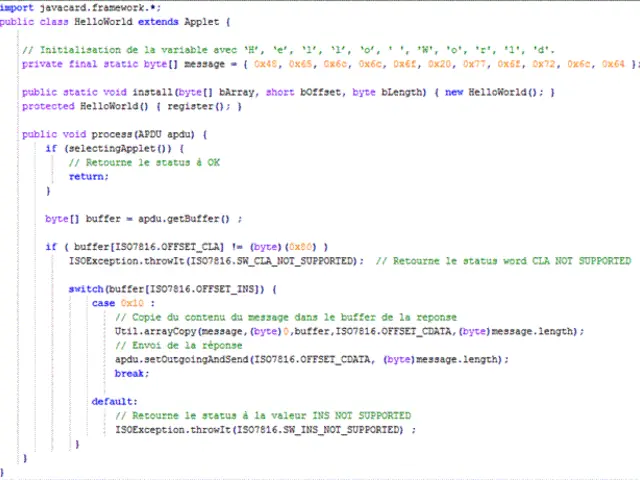 import javacard.framework.*;
public class HelloWorld extends Applet {
// Initialisation de la variable avec 'H', 'e', 'l', 'l', 'o', ' ', 'W', 'o', 'r', 'l', 'd'.
private final static byte[] message = { 0x48, 0x65, 0x6c, 0x6c, 0x6f, 0x20, 0x77, 0x6f, 0x72, 0x6c, 0x64 };
public static void install(byte[] bArray, short bOffset, byte bLength) { new HelloWorld(); }
protected HelloWorld() { register(); }
public void process(APDU apdu) {
if (selectingApplet()) {
// Retourne le status à OK
return;
}
byte[] buffer = apdu.getBuffer() ;
if ( buffer[ISO7816.OFFSET_CLA] != (byte)(0x80) )
ISOException.throwIt(ISO7816.SW_CLA_NOT_SUPPORTED); // Retourne le status word CLA NOT SUPPORTED
switch(buffer[ISO7816.OFFSET_INS]) {
case 0x10 :
// Copie du contenu du message dans le buffer de la reponse
Util.arrayCopy(message,(byte)0,buffer,ISO7816.OFFSET_CDATA,(byte)message.length);
// Envoi de la réponse
apdu.setOutgoingAndSend(ISO7816.OFFSET_CDATA, (byte)message.length);
break;
default:
// Retourne le status à la valeur INS NOT SUPPORTED
ISOException.throwIt(ISO7816.SW_INS_NOT_SUPPORTED) ;
}
}
}